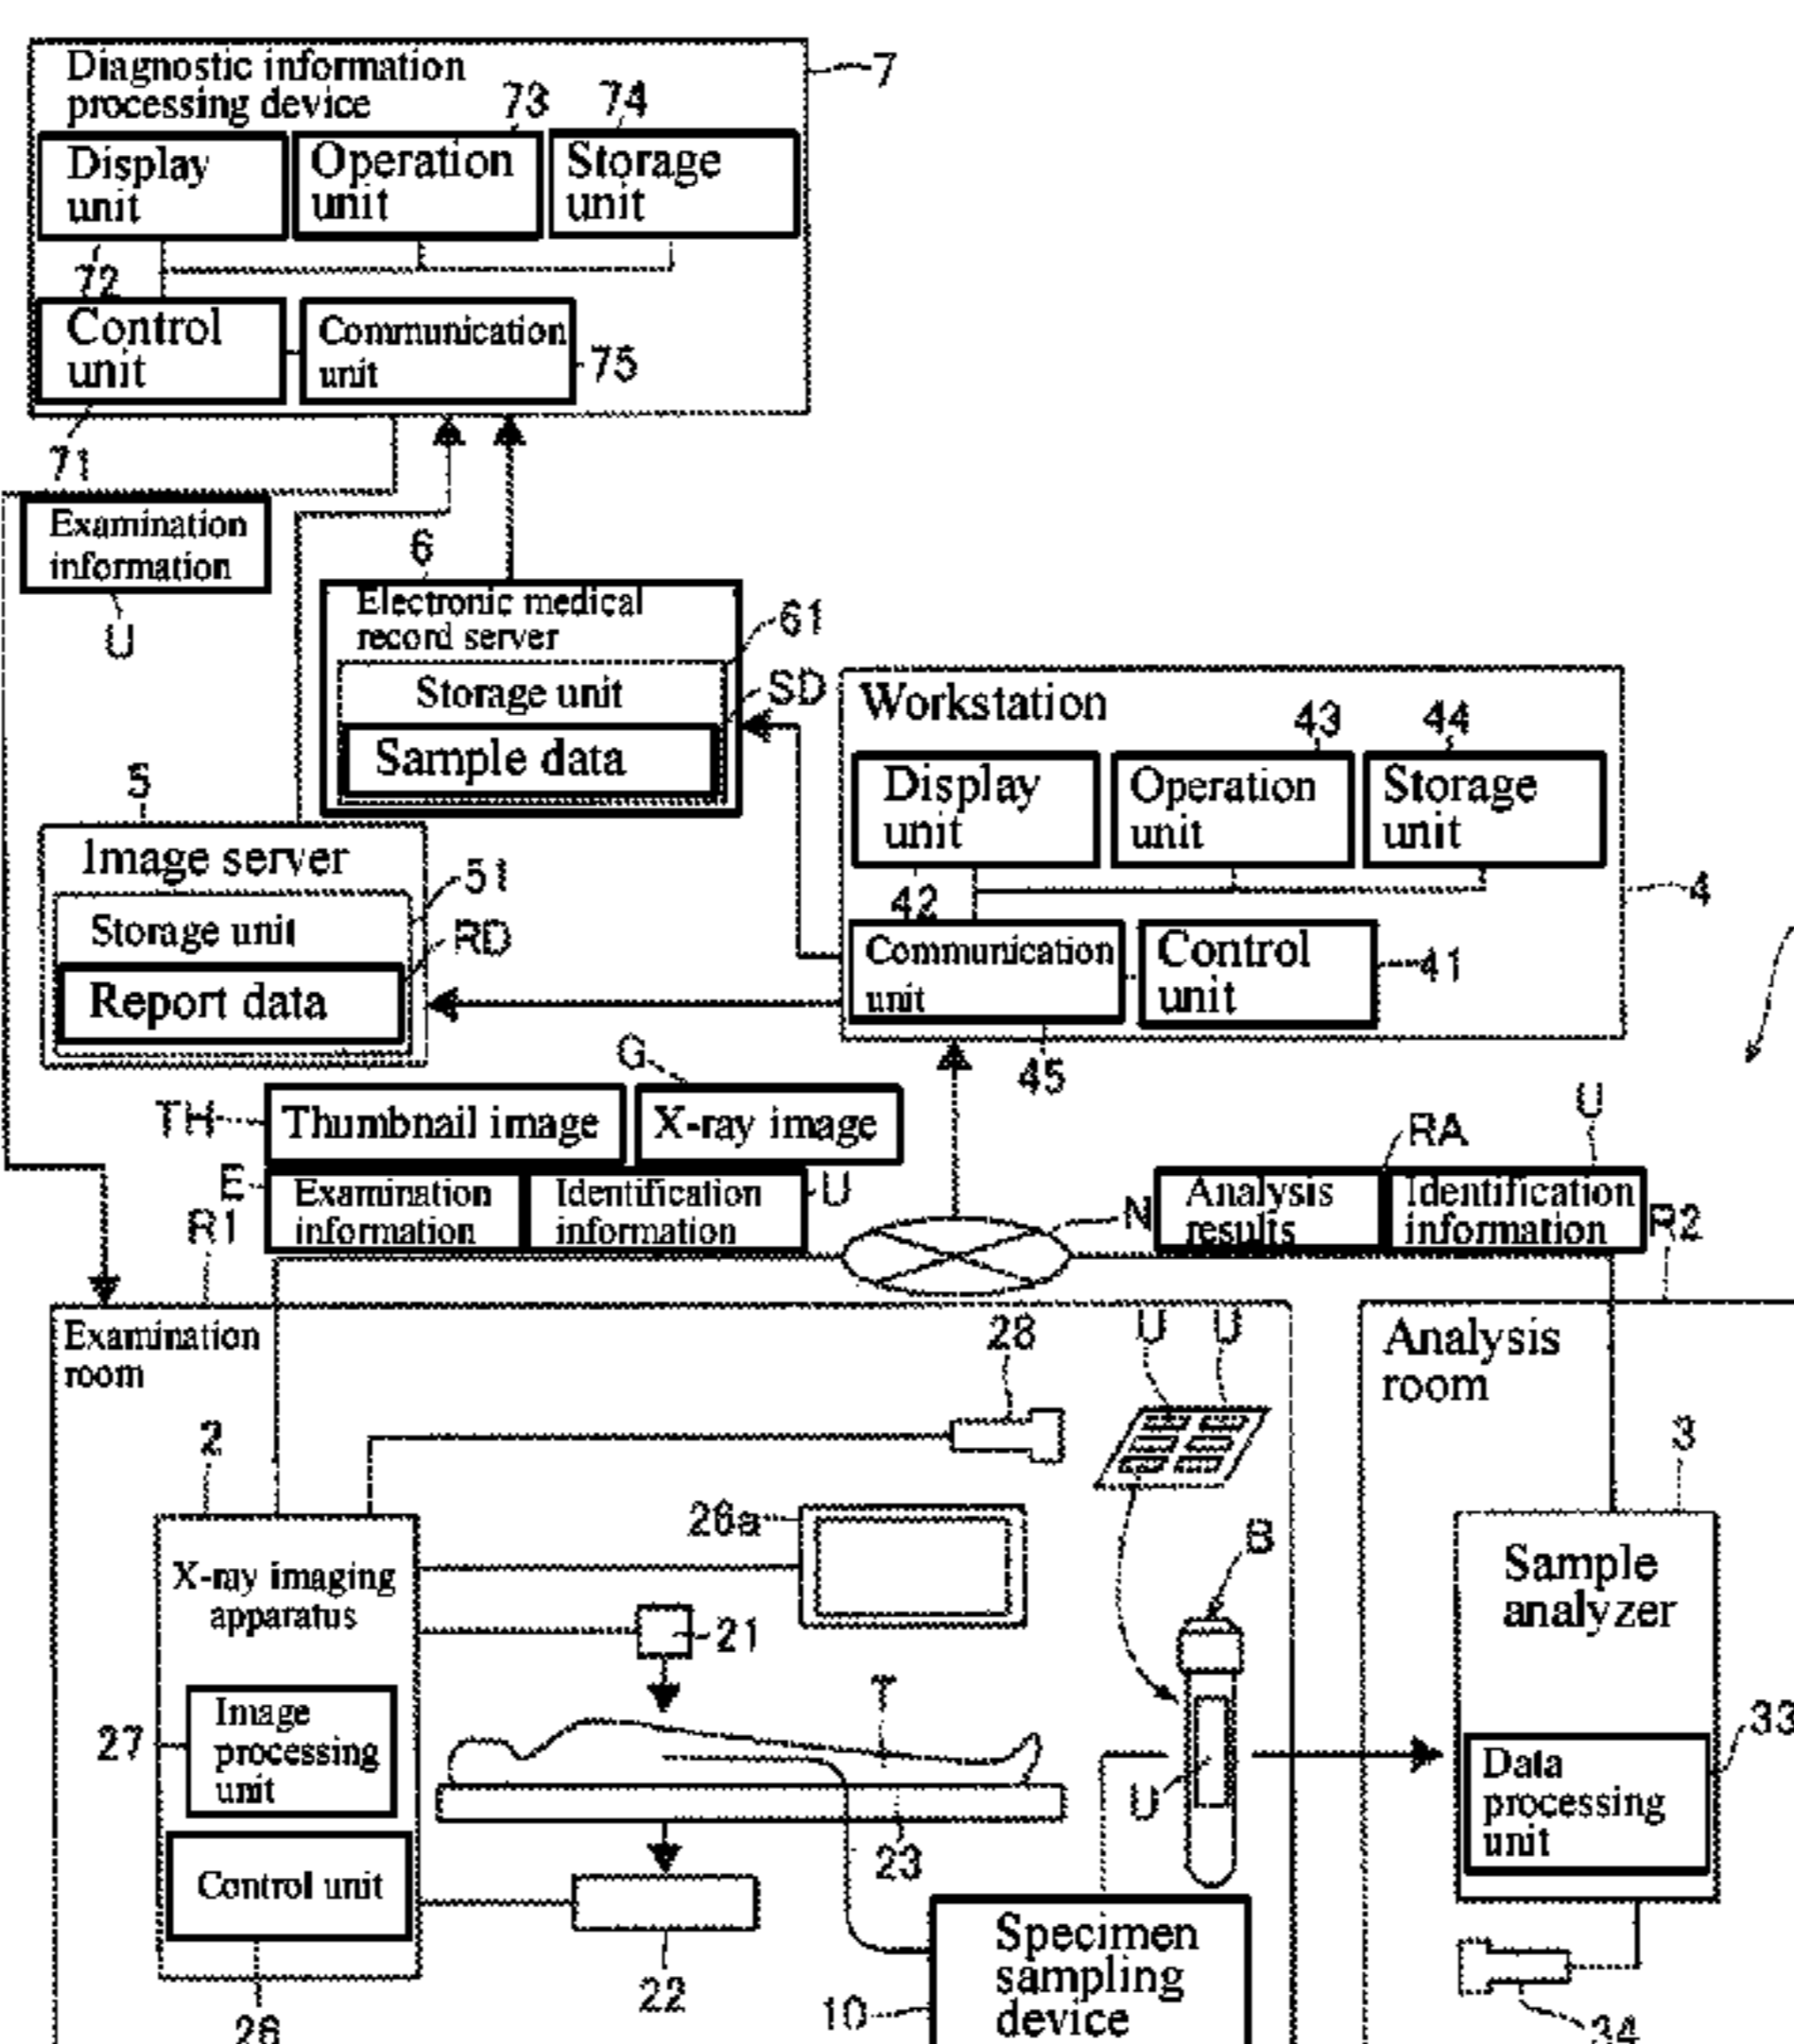 Diagnostic information
processing device
7
73
74
Display
unit
Operation
unit
Storage
unit
72
Control
unit
Communication
unit
75
71
Examination
information
U
6
Electronic medical
record server
61
Storage unit
SD
Sample data
Workstation
43
44
Display
unit
Operation
unit
Storage
unit
42
4
Communication
unit
Control
unit
41
45
5
Image server
51
Storage unit
RD
Report data
G
TH
Thumbnail image
X-ray image
E
Examination
information
Identification
information
U
N
RA
U
Analysis
results
Identification
information
R1
R2
Examination
room
28
U
U
Analysis
room
2
3
X-ray imaging
apparatus
26a
B
21
Sample
analyzer
27
Image
processing
unit
T
U
33
Data
processing
unit
23
Control unit
22
26
10
Specimen
sampling
device
34